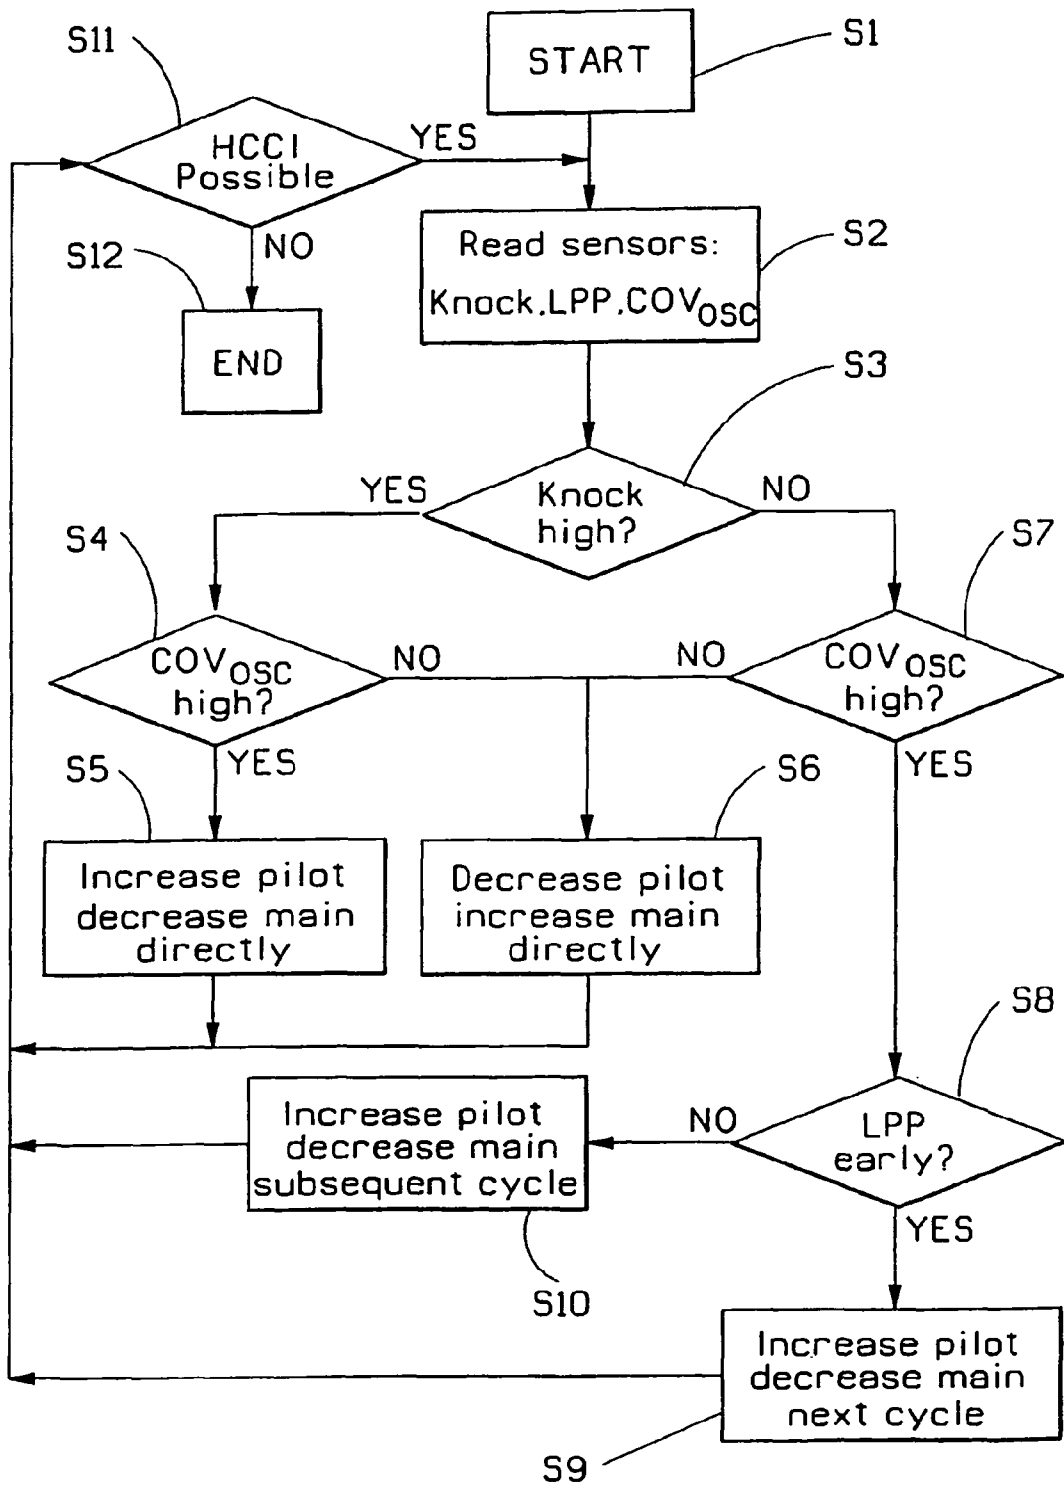 S11
START
S1
HCCI
Possible
YES
NO
S12
END
Read sensors:
Knock,LPP,COVOSC
S2
S3
YES
Knock
high?
NO
S4
S7
COVOSC
high?
NO
NO
COVOSC
high?
YES
YES
S5
S6
Increase pilot
decrease main
directly
Decrease pilot
increase main
directly
S8
Increase pilot
decrease main
subsequent cycle
NO
LPP
early?
YES
S10
Increase pilot
decrease main
next cycle
S9